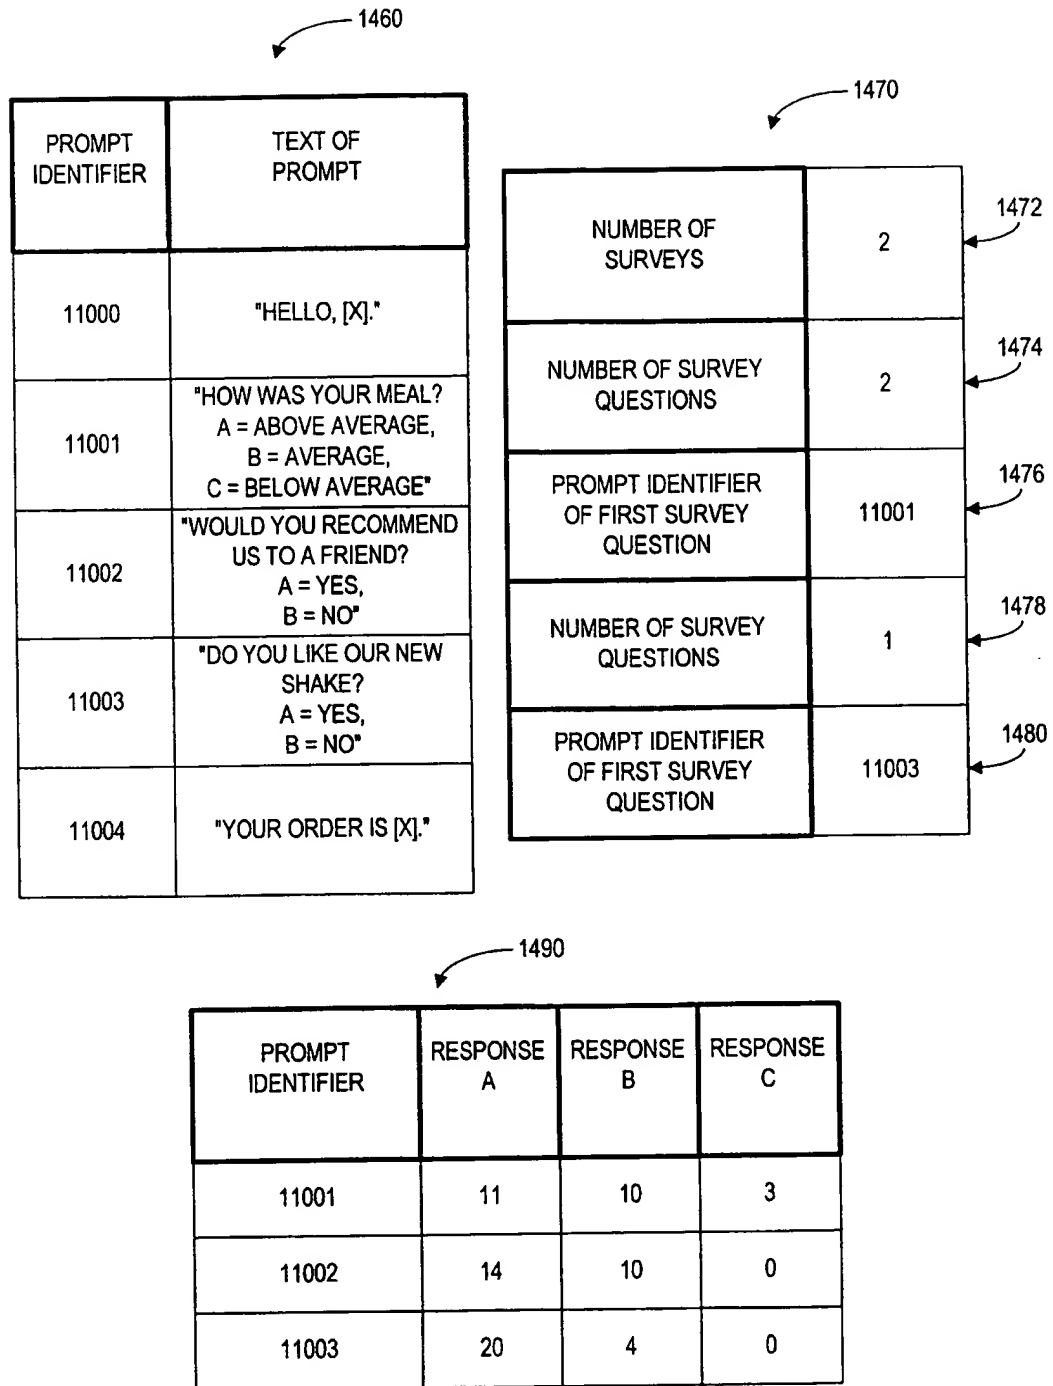 1460
PROMPT
IDENTIFIER
TEXT OF
PROMPT
11000
"HELLO, [X]."
11001
"HOW WAS YOUR MEAL?
A = ABOVE AVERAGE,
B = AVERAGE,
C = BELOW AVERAGE"
11002
"WOULD YOU RECOMMEND
US TO A FRIEND?
A = YES,
B = NO"
11003
"DO YOU LIKE OUR NEW
SHAKE?
A = YES,
B = NO"
11004
"YOUR ORDER IS [X]."
1470
NUMBER OF
SURVEYS
2
1472
NUMBER OF SURVEY
QUESTIONS
2
1474
PROMPT IDENTIFIER
OF FIRST SURVEY
QUESTION
11001
1476
NUMBER OF SURVEY
QUESTIONS
1
1478
PROMPT IDENTIFIER
OF FIRST SURVEY
QUESTION
11003
1480
1490
PROMPT
IDENTIFIER
RESPONSE
A
RESPONSE
B
RESPONSE
C
11001 11 10 3
11002 14 10 0
11003 20 4 0